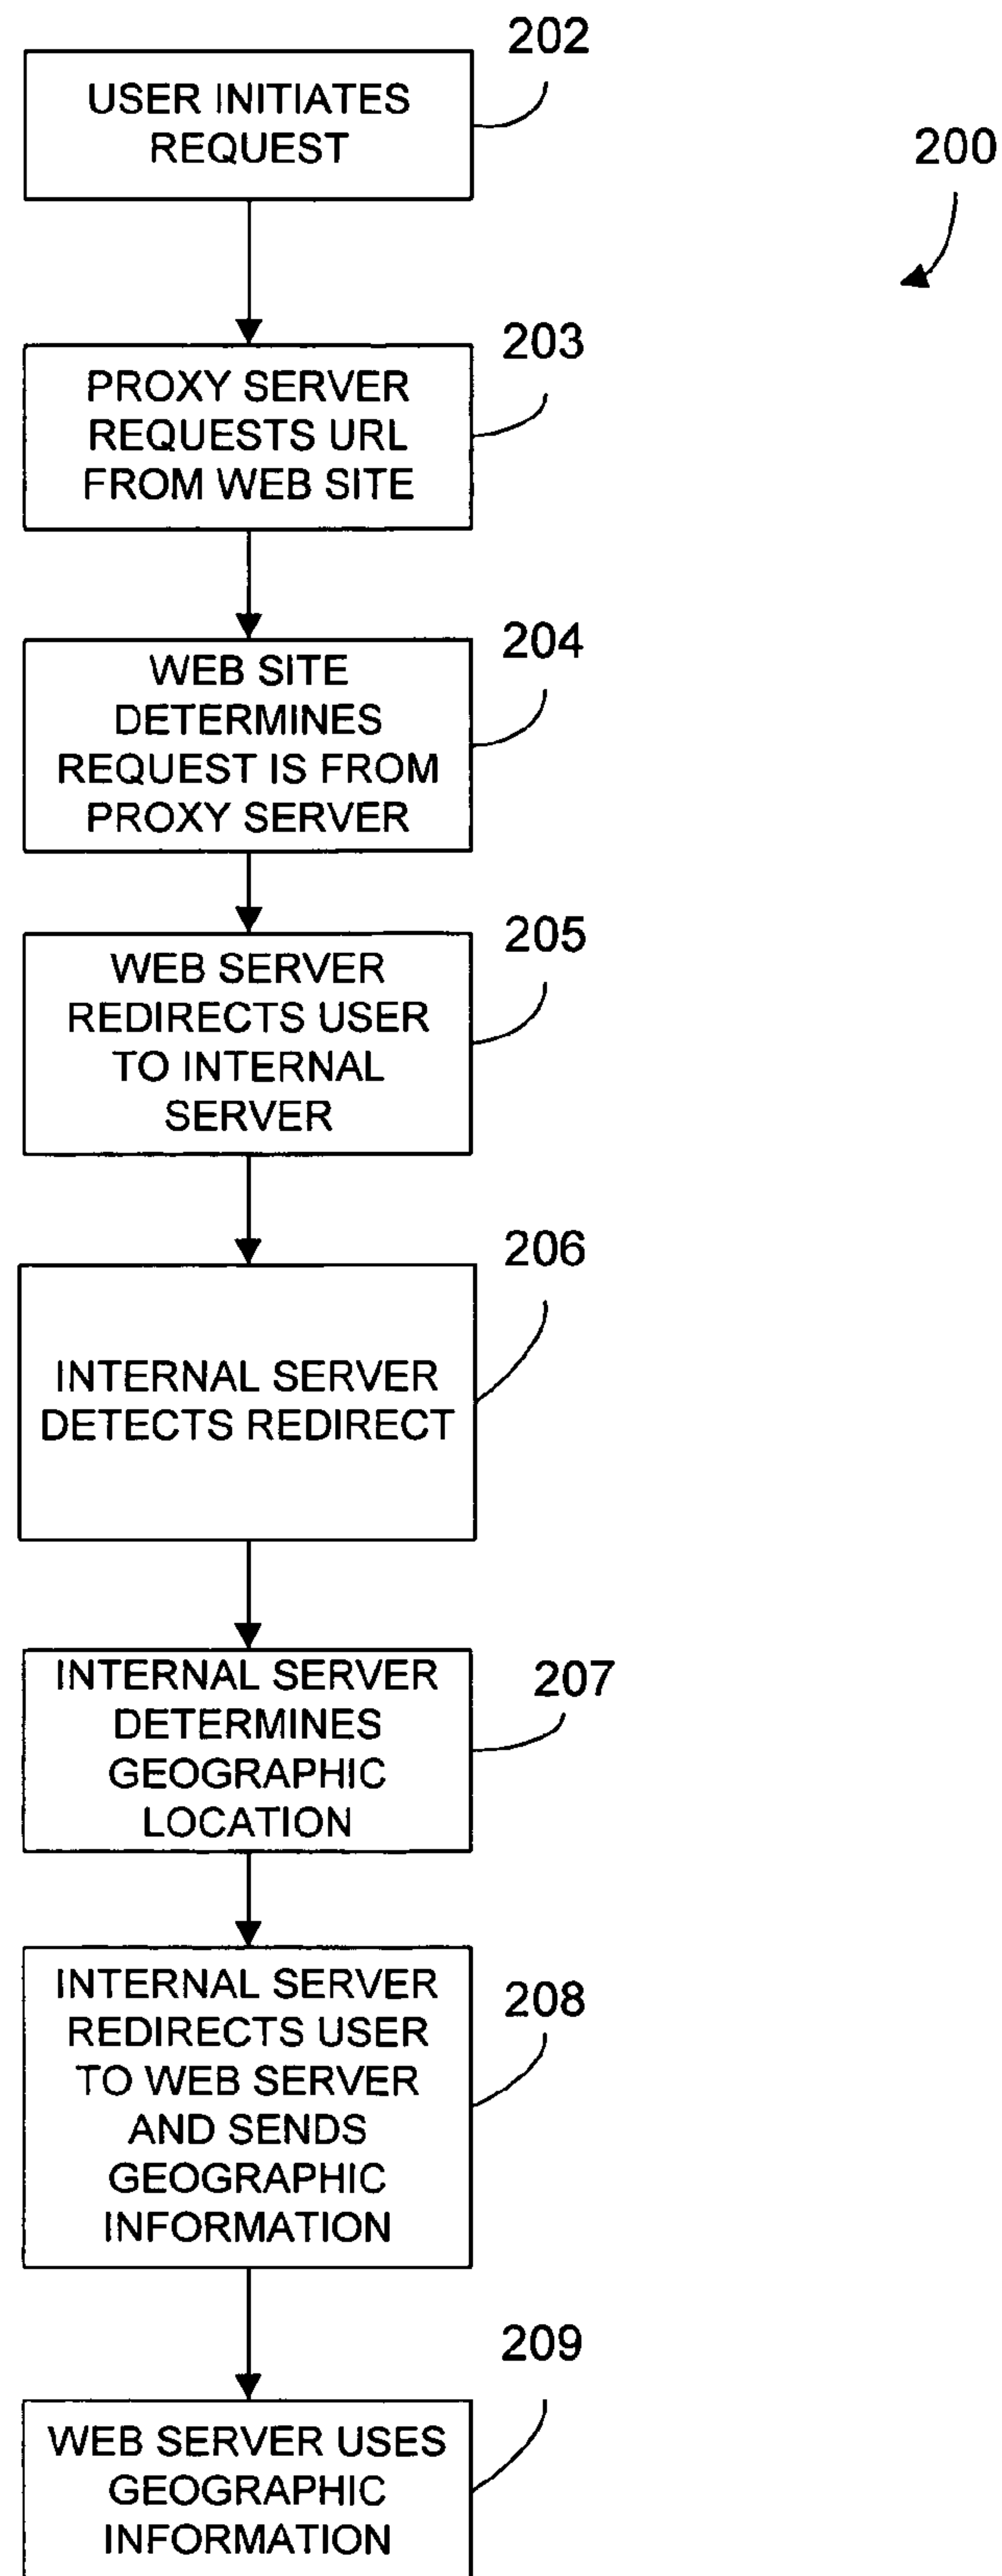 202
USER INITIATES
REQUEST
200
203
PROXY SERVER
REQUESTS URL
FROM WEB SITE
204
WEB SITE
DETERMINES
REQUEST IS FROM
PROXY SERVER
205
WEB SERVER
REDIRECTS USER
TO INTERNAL
SERVER
206
INTERNAL SERVER
DETECTS REDIRECT
207
INTERNAL SERVER
DETERMINES
GEOGRAPHIC
LOCATION
208
INTERNAL SERVER
REDIRECTS USER
TO WEB SERVER
AND SENDS
GEOGRAPHIC
INFORMATION
209
WEB SERVER USES
GEOGRAPHIC
INFORMATION